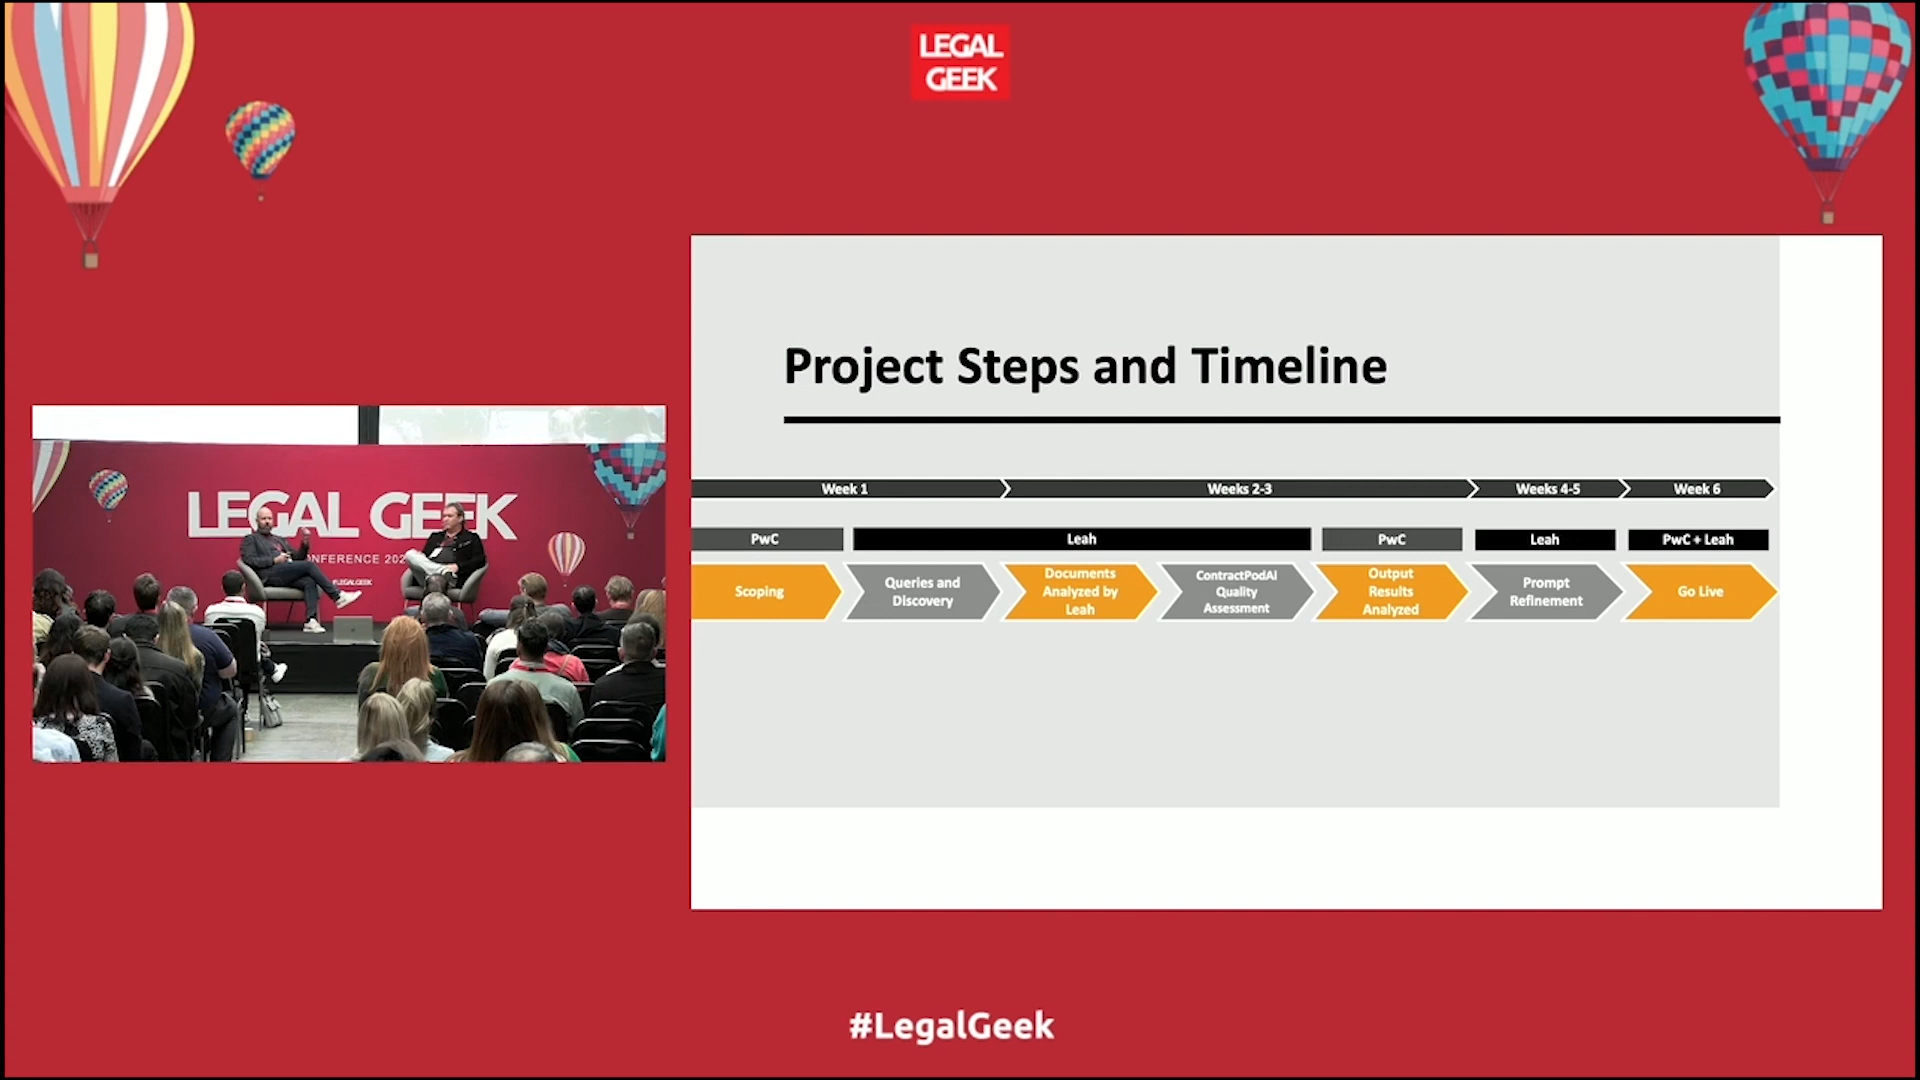 LEGAL
GEEK
Project Steps and Timeline
Week 1
Weeks 2-3
Weeks 4-5
Week 6
PwC
Leah
PwC
Leah
PwC + Leah
Scoping
Queries and
Discovery
Documents
Analyzed by
Leah
ContractPodAI
Quality
Assessment
Output
Results
Analyzed
Prompt
Refinement
Go Live
LEGAL GEEK
#LEGALGEEK
#LegalGeek